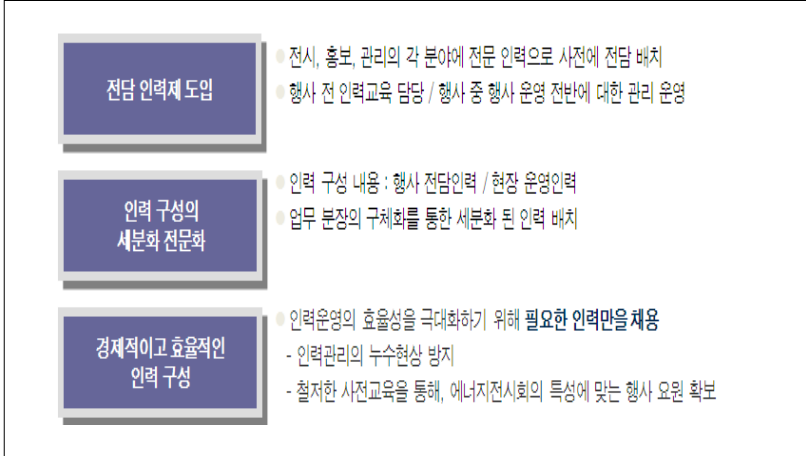 전담 인력제 도입
• 전시, 홍보, 관리의 각 분야에 전문 인력으로 사전에 전담 배치
• 행사 전 인력교육 담당 / 행사 중 행사 운영 전반에 대한 관리 운영
인력 구성의
세분화 전문화
• 인력 구성 내용 : 행사 전담인력 / 현장 운영인력
• 업무 분장의 구체화를 통한 세분화 된 인력 배치
경제적이고 효율적인
인력 구성
• 인력운영의 효율성을 극대화하기 위해 필요한 인력만을 채용
- 인력관리의 누수현상 방지
- 철저한 사전교육을 통해, 에너지전시회의 특성에 맞는 행사 요원 확보